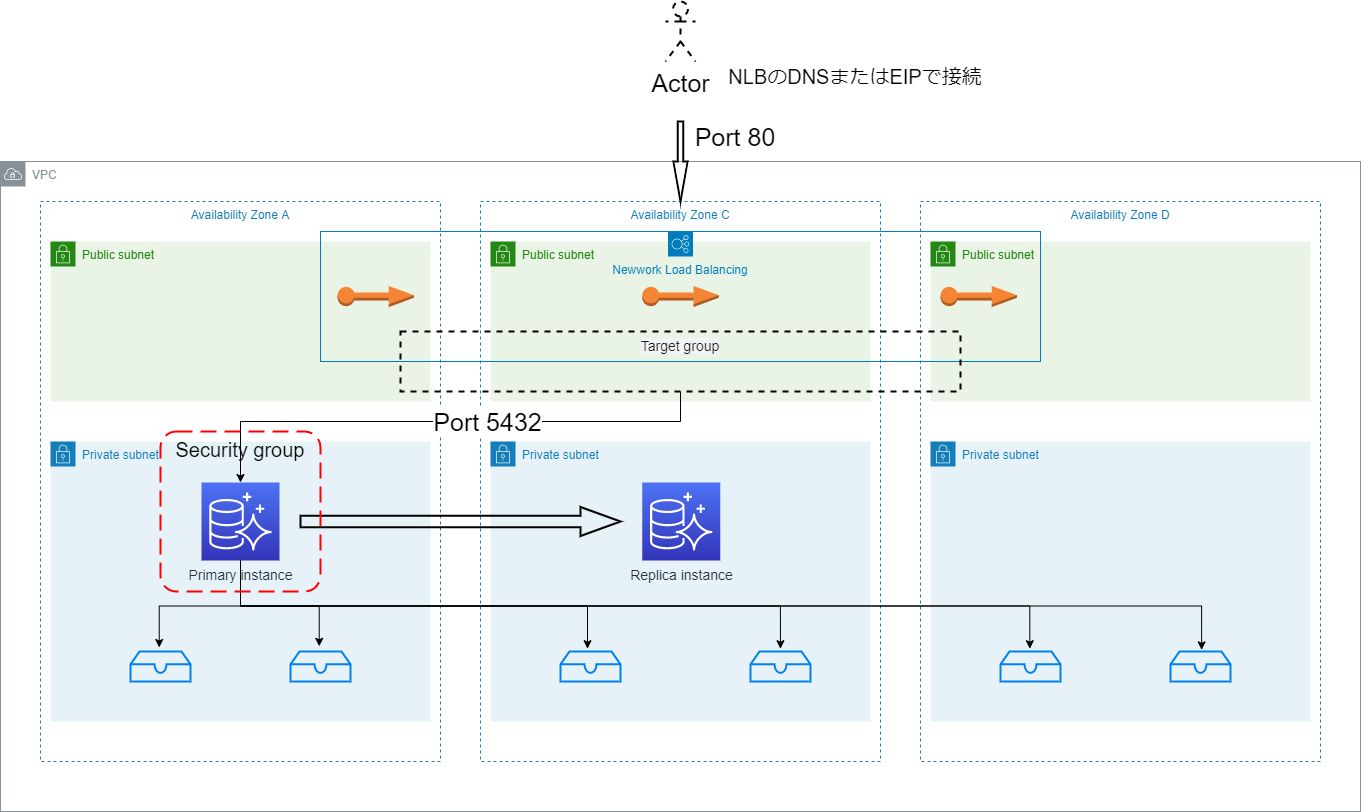 Actor
NLBのDNSまたはEIPで接続
Port 80
VPC
Availability Zone A
Availability Zone C
Availability Zone D
Public subnet
Public subnet
Public subnet
Newwork Load Balancing
Target group
Port 5432
Security group
Private subnet
Private subnet
Private subnet
Primary instance
Replica instance